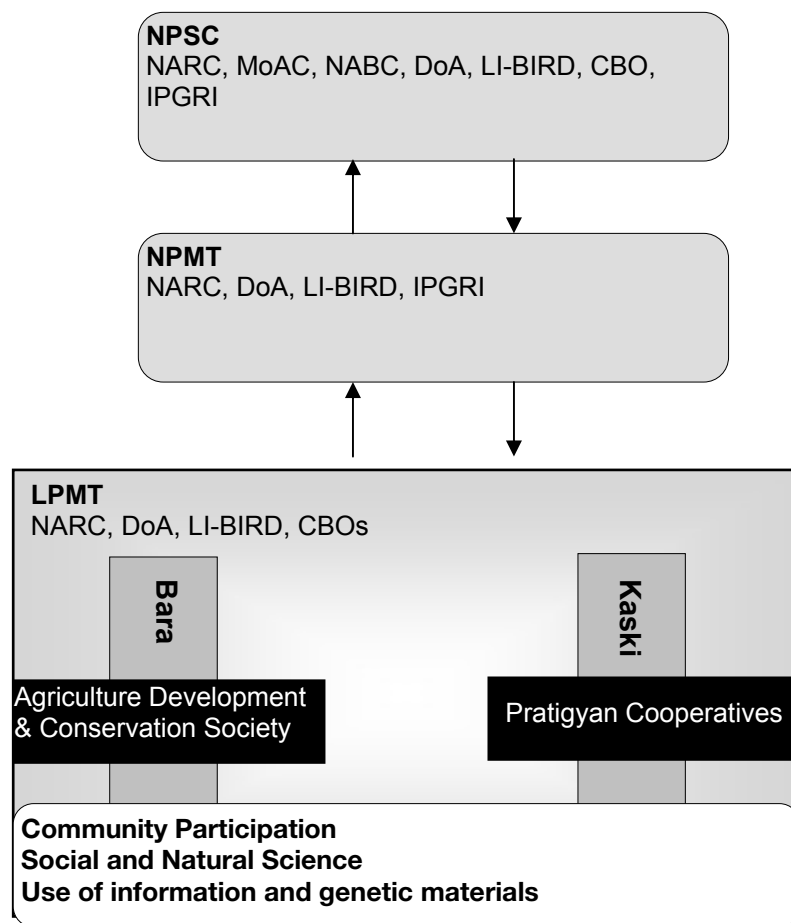 NPSC
NARC, MoAC, NABC, DoA, LI-BIRD, CBO,
IPGRI
NPMT
NARC, DoA, LI-BIRD, IPGRI
LPMT
NARC, DoA, LI-BIRD, CBOs
Bara
Kaski
Agriculture Development
& Conservation Society
Pratigyan Cooperatives
Community Participation
Social and Natural Science
Use of information and genetic materials